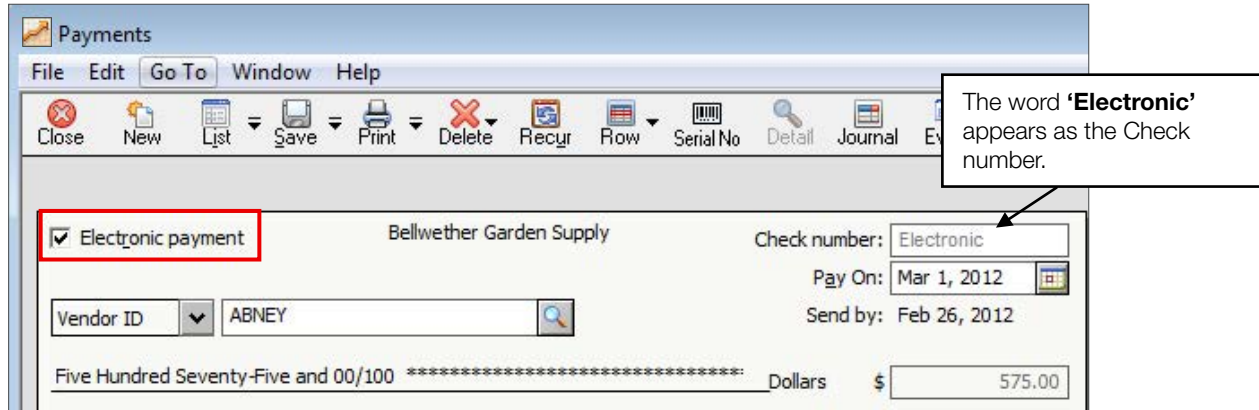 Payments
File Edit Go To Window Help
Close New List Save Print Delete Recur Row Serial No Detail Journal
The word ‘Electronic’
appears as the Check
number.
Electronic payment
Bellwether Garden Supply
Check number: Electronic
Pay On: Mar 1, 2012
Vendor ID ABNEY
Send by: Feb 26, 2012
Five Hundred Seventy-Five and 00/100 ************************************ Dollars $ 575.00